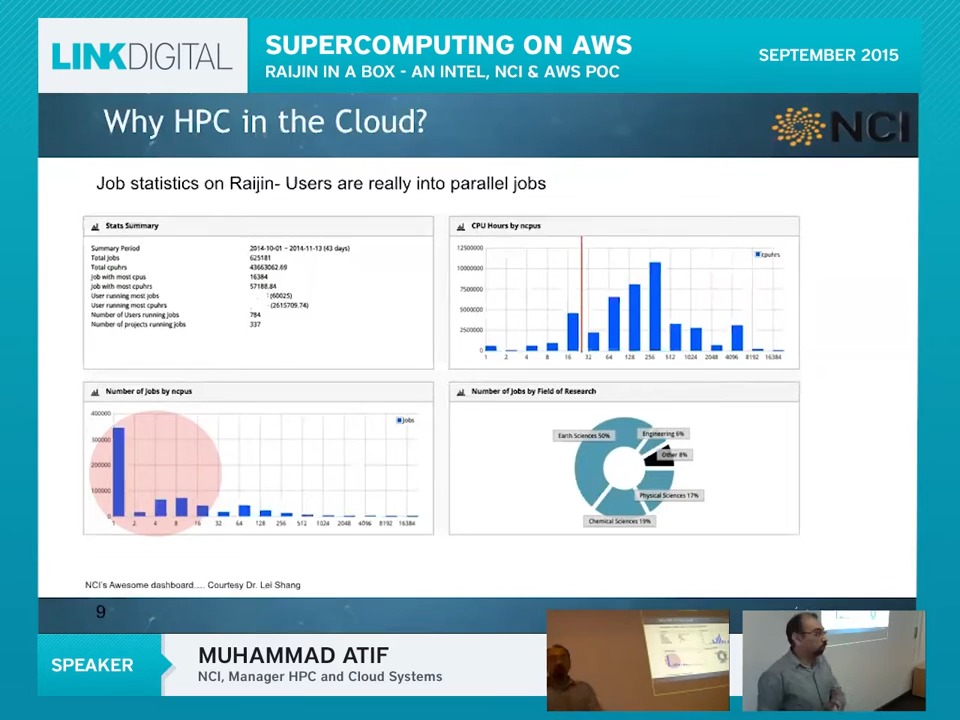 LINKDIGITAL
SUPERCOMPUTING ON AWS
RAIJIN IN A BOX - AN INTEL, NCI & AWS POC
SEPTEMBER 2015
Why HPC in the Cloud?
NCI
Job statistics on Raijin- Users are really into parallel jobs
Stats Summary
Summary Period 2014-10-01 - 2014-11-13 (43 days)
Total jobs 625181
Total cpuhrs 43663062.69
Job with most cpus 16384
Job with most cpuhrs 57188.84
User running most jobs (60025)
User running most cpuhrs (2615709.74)
Number of Users running jobs 784
Number of projects running jobs 337
CPU Hours by ncpus
cpuhrs
12500000
10000000
7500000
5000000
2500000
0
1 2 4 8 16 32 64 128 256 512 1024 2048 4096 8192 16384
Number of Jobs by ncpus
Jobs
400000
300000
200000
100000
0
1 2 4 8 16 32 64 128 256 512 1024 2048 4096 8192 16384
Number of Jobs by Field of Research
Earth Sciences 50%
Engineering 6%
Other 8%
Physical Sciences 17%
Chemical Sciences 19%
NCI's Awesome dashboard.... Courtesy Dr. Lei Shang
9
SPEAKER
MUHAMMAD ATIF
NCI, Manager HPC and Cloud Systems